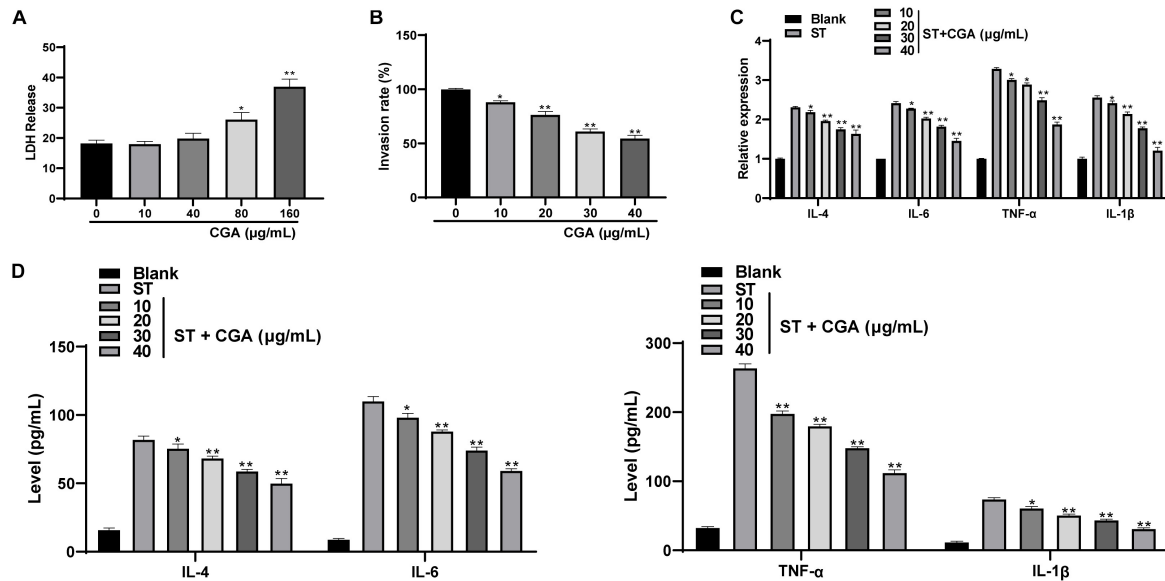 A
LDH Release
50
40
30
20
10
0
*
**
0 10 40 80 160
CGA (µg/mL)
B
Invasion rate (%)
150
100
50
0
*
**
**
**
0 10 20 30 40
CGA (µg/mL)
C
Blank
ST
10
20
30
40
ST+CGA (µg/mL)
Relative expression
4
3
2
1
0
* ** ** **
* ** ** **
* * ** **
* ** ** **
IL-4 IL-6 TNF-α IL-1β
D
Blank
ST
10
20
30
40
ST + CGA (µg/mL)
Level (pg/mL)
150
100
50
0
* ** ** **
* ** ** **
IL-4 IL-6
Blank
ST
10
20
30
40
ST + CGA (µg/mL)
Level (pg/mL)
300
200
100
0
** ** ** **
* ** ** **
TNF-α IL-1β